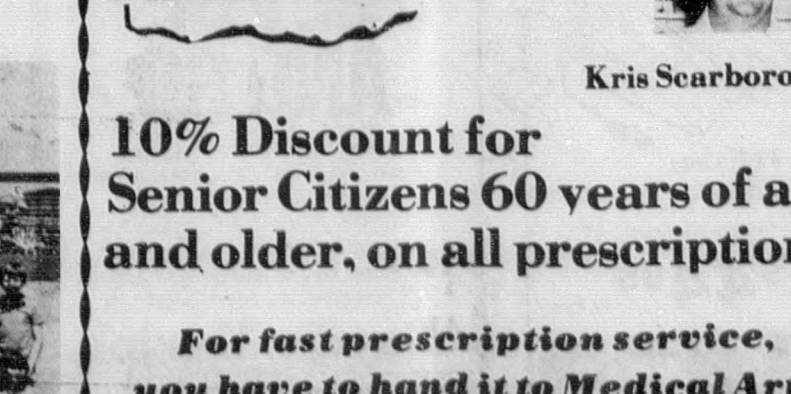 Kris Scarboro
10% Discount for
Senior Citizens 60 years of a
and older, on all prescription
For fast prescription service,
you have to hand it to Medical Ar